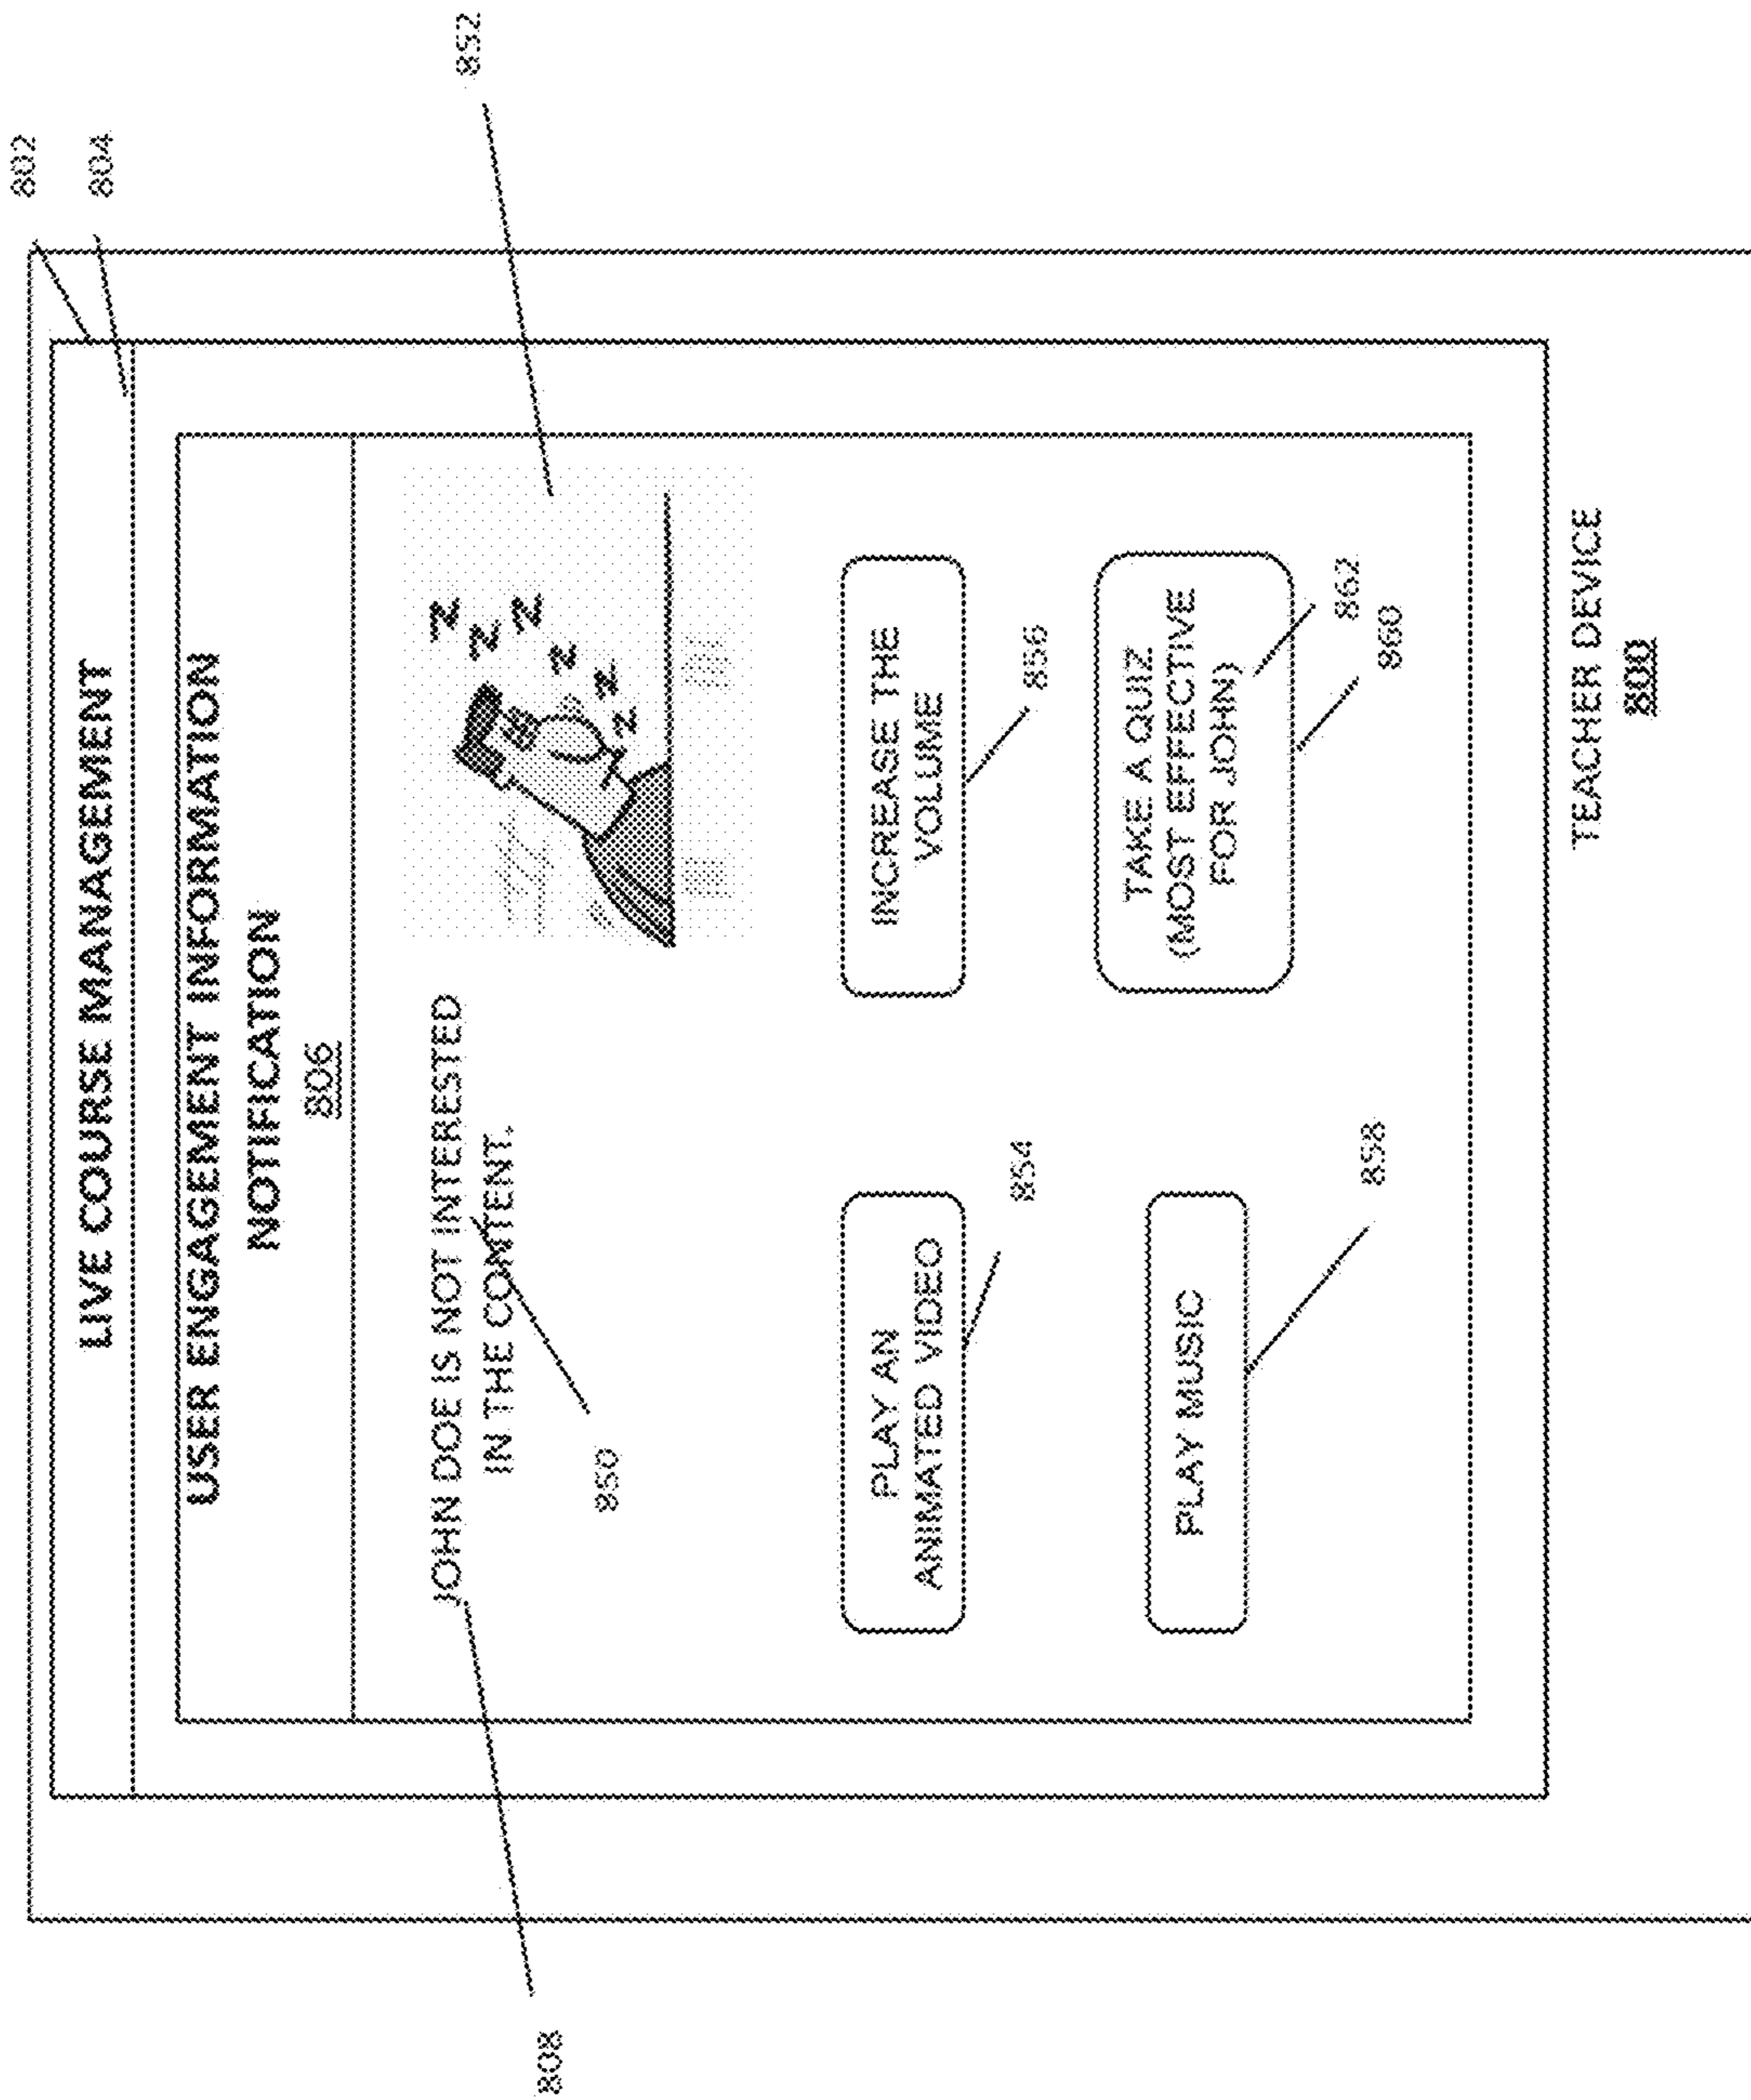 802
LIVE COURSE MANAGEMENT
804
USER ENGAGEMENT INFORMATION
NOTIFICATION
806
JOHN DOE IS NOT INTERESTED
IN THE CONTENT.
Z
Z
Z
Z
Z
Z
852
808
850
PLAY AN
ANIMATED VIDEO
854
INCREASE THE
VOLUME
856
PLAY MUSIC
858
TAKE A QUIZ
(MOST EFFECTIVE
FOR JOHN)
862
860
TEACHER DEVICE
800